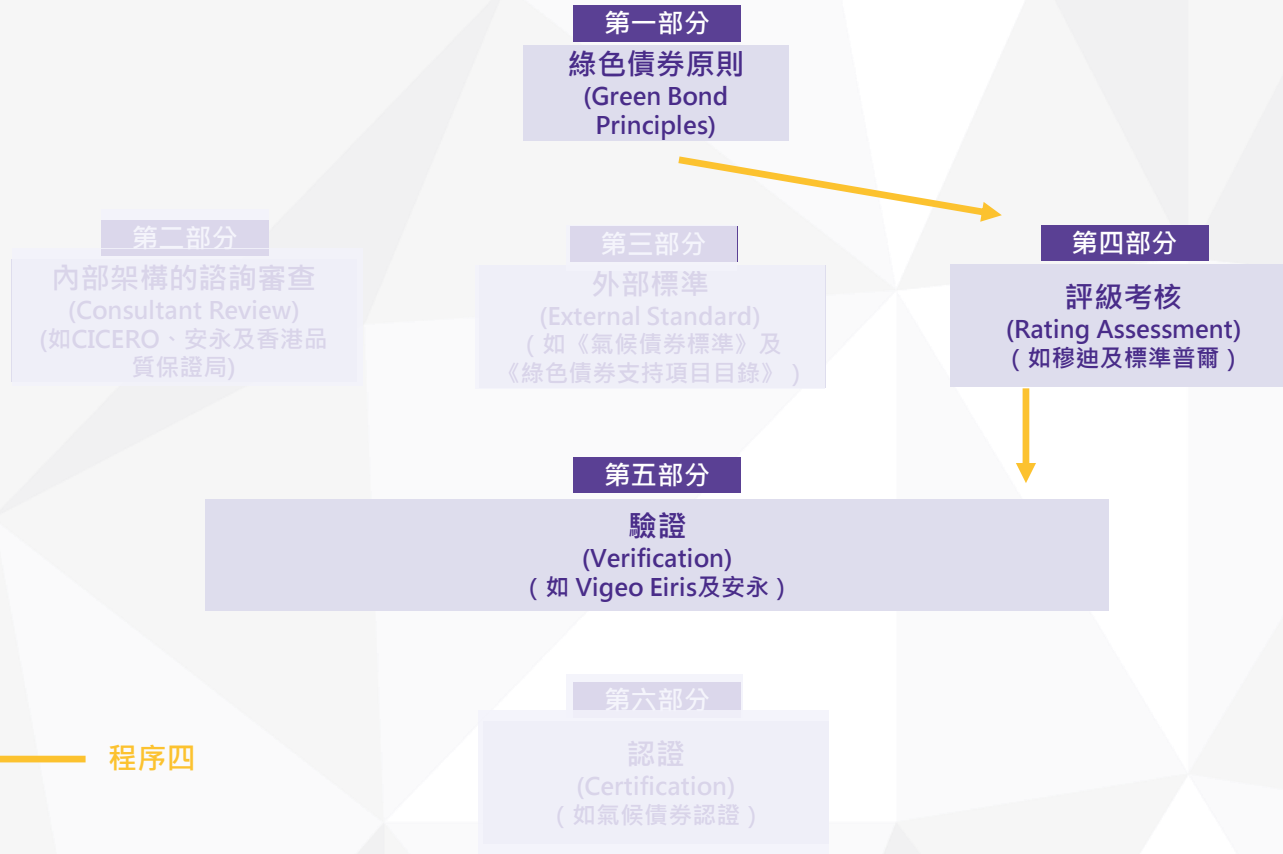 第一部分
綠色債券原則
(Green Bond
Principles)
第二部分
內部架構的諮詢審查
(Consultant Review)
(如CICERO、安永及香港品
質保證局)
第三部分
外部標準
(External Standard)
（如《氣候債券標準》及
《綠色債券支持項目目錄》）
第四部分
評級考核
(Rating Assessment)
（如穆迪及標準普爾）
第五部分
驗證
(Verification)
（如 Vigeo Eiris及安永）
第六部分
認證
(Certification)
（如氣候債券認證）
程序四